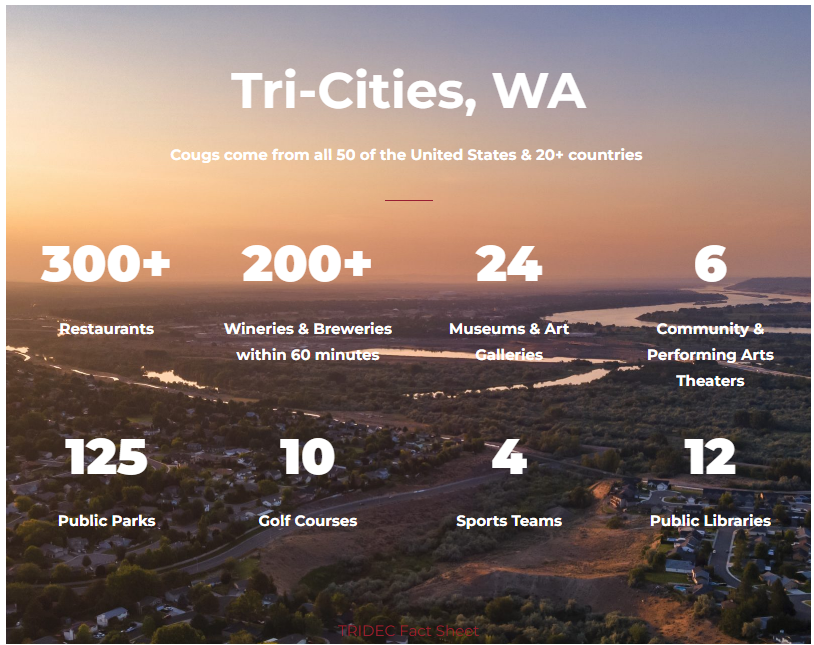 Tri-Cities, WA
Cougs come from all 50 of the United States & 20+ countries
300+
Restaurants
200+
Wineries & Breweries
within 60 minutes
24
Museums & Art
Galleries
6
Community &
Performing Arts
Theaters
125
Public Parks
10
Golf Courses
4
Sports Teams
12
Public Libraries
TRIDEC Fact Sheet